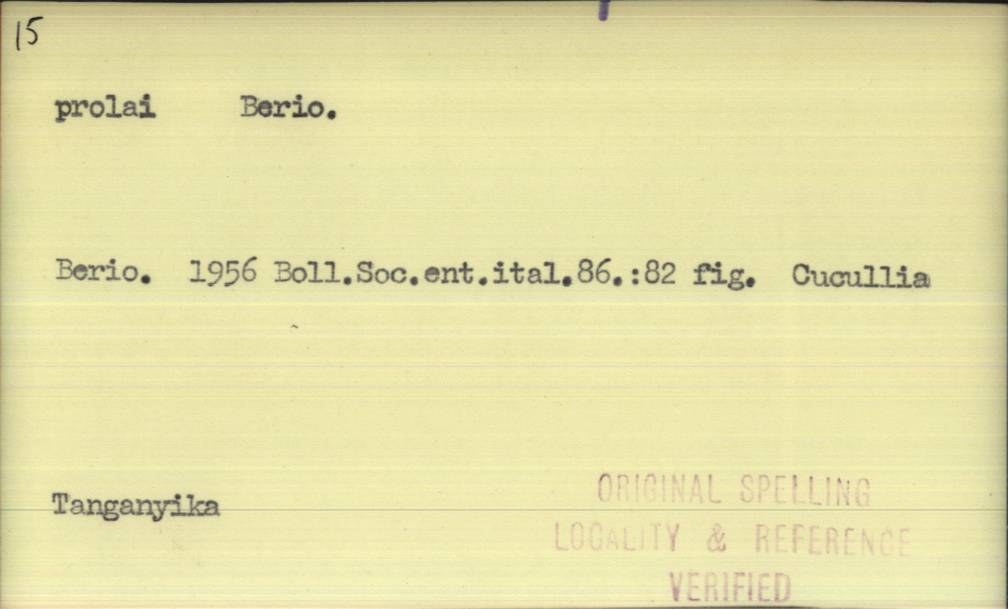 15
prolai Berio.
Berio. 1956 Boll.Soc.ent.ital.86.:82 fig. Cucullia
Tanganyika
ORIGINAL SPELLING
LOCALITY & REFERENCE
VERIFIED